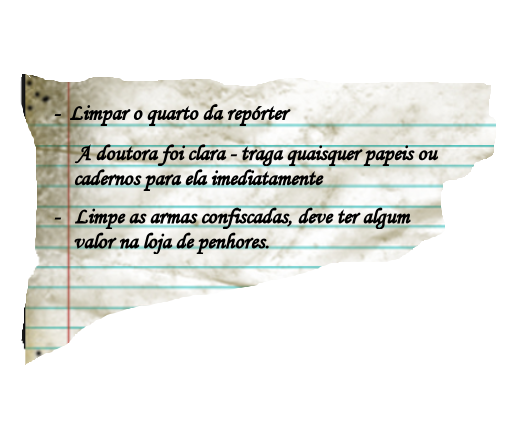 - Limpar o quarto da repórter
A doutora foi clara - traga quaisquer papeis ou
cadernos para ela imediatamente
- Limpe as armas confiscadas, deve ter algum
valor na loja de penhores.